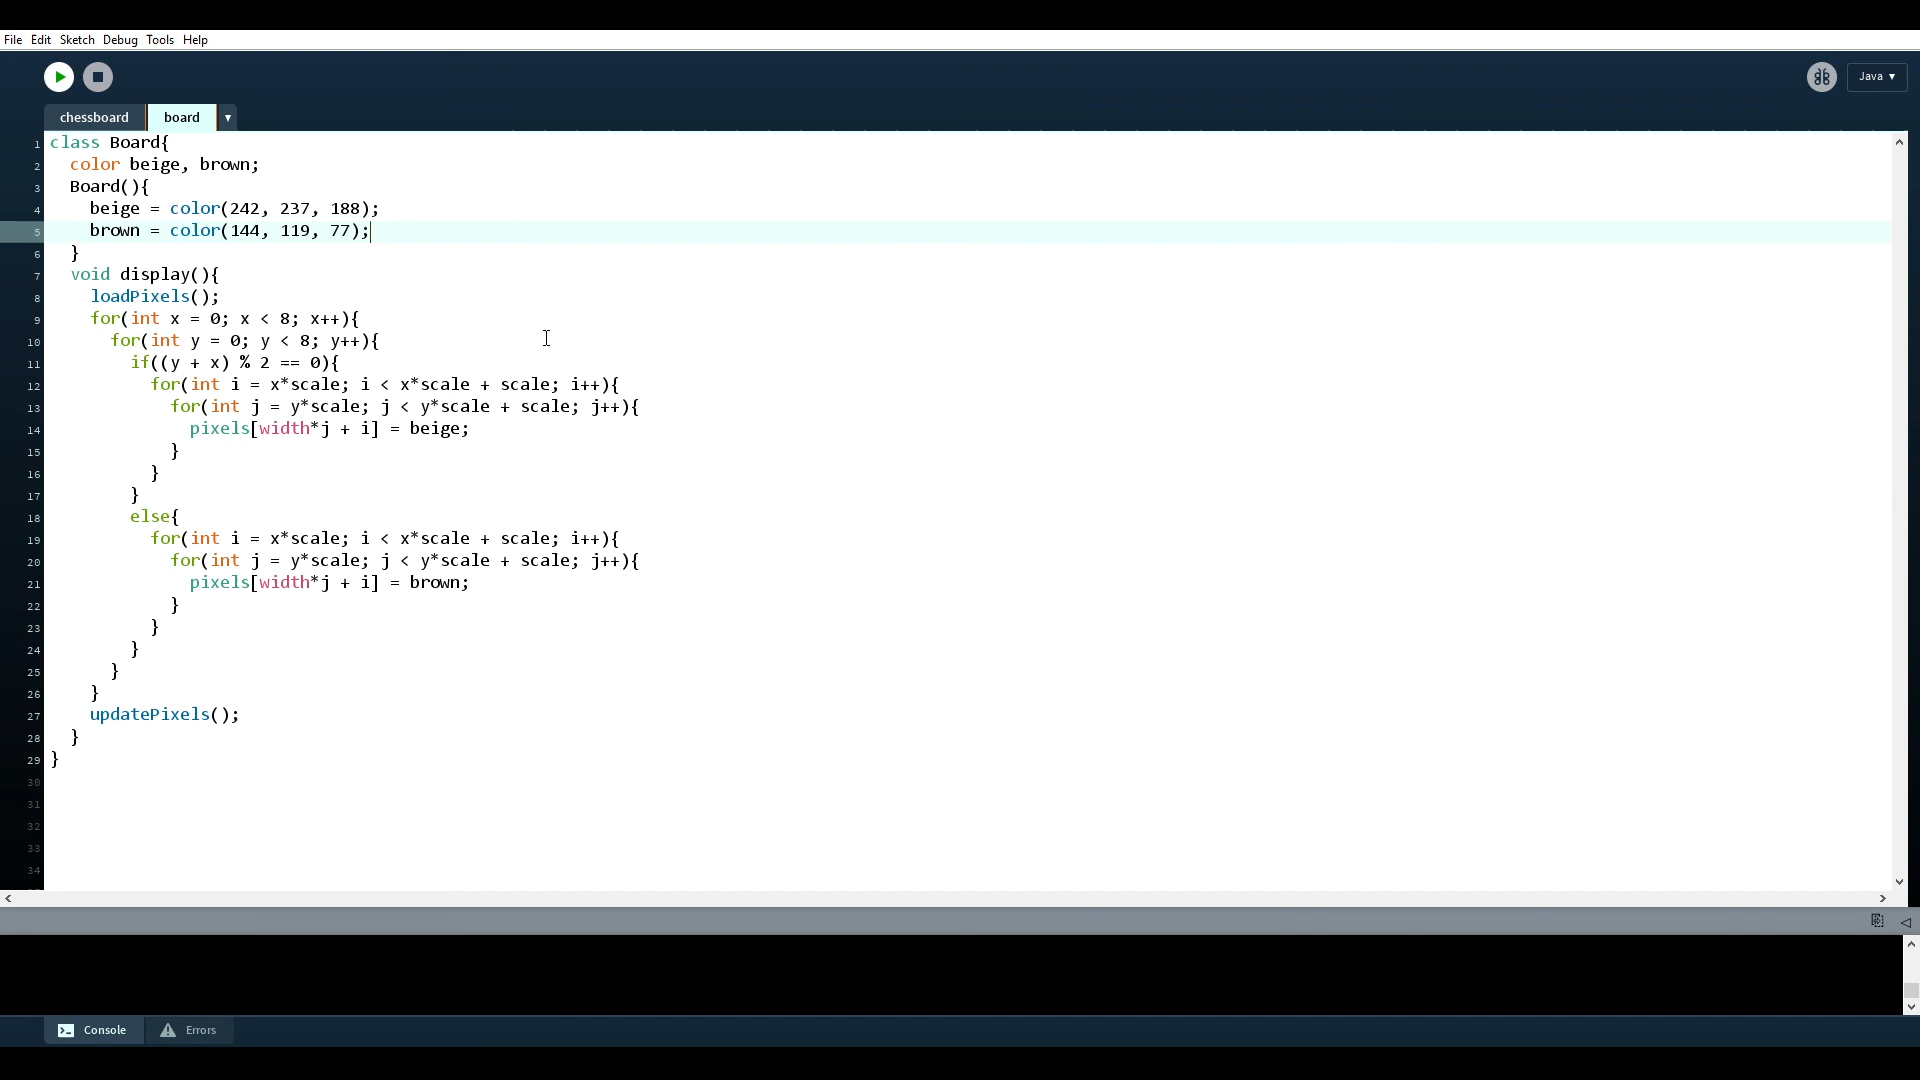 File Edit Sketch Debug Tools Help
Java ▼
chessboard board ▼
1 class Board{
2 color beige, brown;
3 Board(){
4 beige = color(242, 237, 188);
5 brown = color(144, 119, 77);
6 }
7 void display(){
8 loadPixels();
9 for(int x = 0; x < 8; x++){
10 for(int y = 0; y < 8; y++){
11 if((y + x) % 2 == 0){
12 for(int i = x*scale; i < x*scale + scale; i++){
13 for(int j = y*scale; j < y*scale + scale; j++){
14 pixels[width*j + i] = beige;
15 }
16 }
17 }
18 else{
19 for(int i = x*scale; i < x*scale + scale; i++){
20 for(int j = y*scale; j < y*scale + scale; j++){
21 pixels[width*j + i] = brown;
22 }
23 }
24 }
25 }
26 }
27 updatePixels();
28 }
29 }
30
31
32
33
34
Console Errors